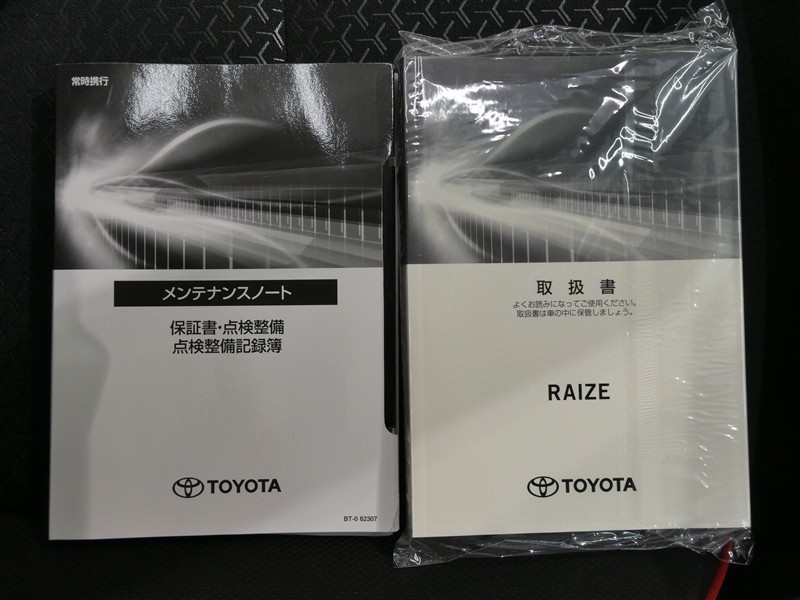 常時携行
メンテナンスノート
保証書・点検整備
点検整備記録簿
TOYOTA
BT-0 62307
取扱書
よくお読みになってご使用ください。
取扱書は車の中に保管しましょう。
RAIZE
TOYOTA